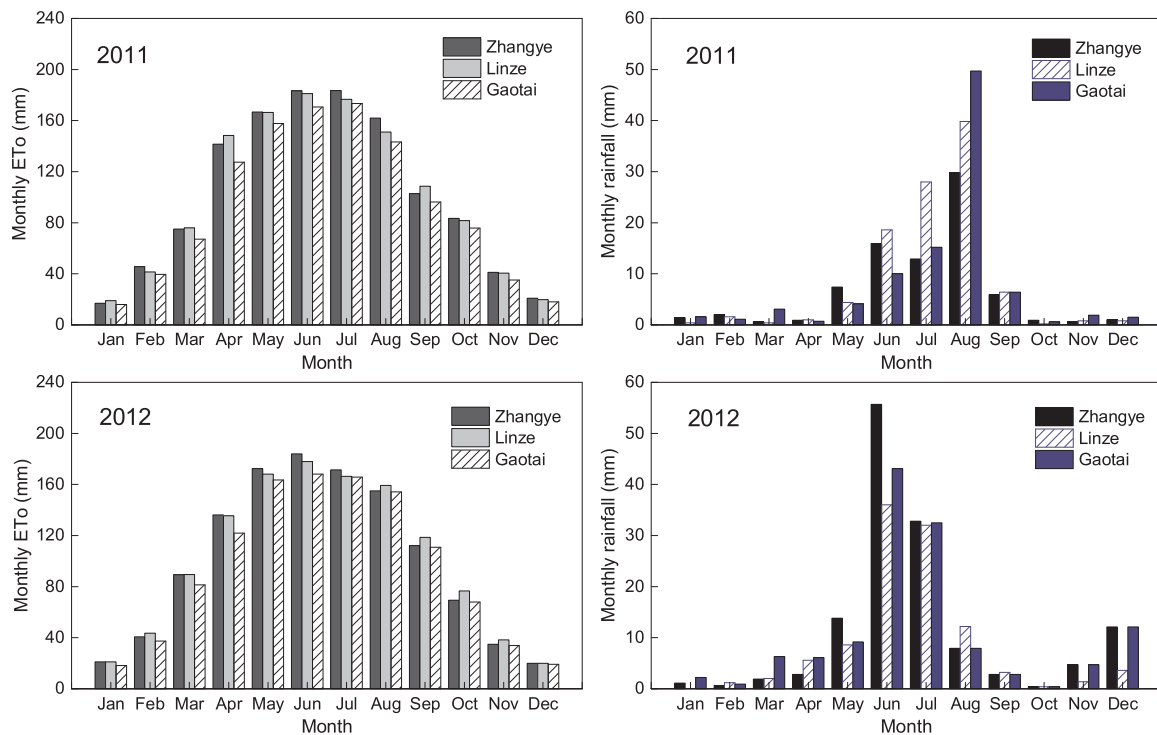 240
200
160
120
80
40
0
Monthly ETo (mm)
2011
Zhangye
Linze
Gaotai
Jan Feb Mar Apr May Jun Jul Aug Sep Oct Nov Dec
Month
60
50
40
30
20
10
0
Monthly rainfall (mm)
2011
Zhangye
Linze
Gaotai
Jan Feb Mar Apr May Jun Jul Aug Sep Oct Nov Dec
Month
240
200
160
120
80
40
0
Monthly ETo (mm)
2012
Zhangye
Linze
Gaotai
Jan Feb Mar Apr May Jun Jul Aug Sep Oct Nov Dec
Month
60
50
40
30
20
10
0
Monthly rainfall (mm)
2012
Zhangye
Linze
Gaotai
Jan Feb Mar Apr May Jun Jul Aug Sep Oct Nov Dec
Month